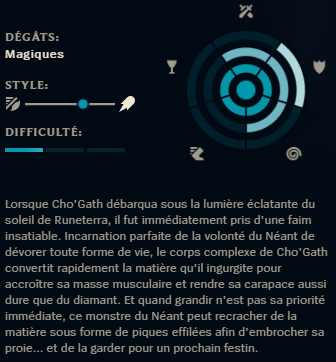 DÉGÂTS:
Magiques
STYLE:
DIFFICULTÉ:
Lorsque Cho'Gath débarqua sous la lumière éclatante du
soleil de Runeterra, il fut immédiatement pris d'une faim
insatiable. Incarnation parfaite de la volonté du Néant de
dévorer toute forme de vie, le corps complexe de Cho'Gath
convertit rapidement la matière qu'il ingurgite pour
accroître sa masse musculaire et rendre sa carapace aussi
dure que du diamant. Et quand grandir n'est pas sa priorité
immédiate, ce monstre du Néant peut recracher de la
matière sous forme de piques effilées afin d'embrocher sa
proie... et de la garder pour un prochain festin.